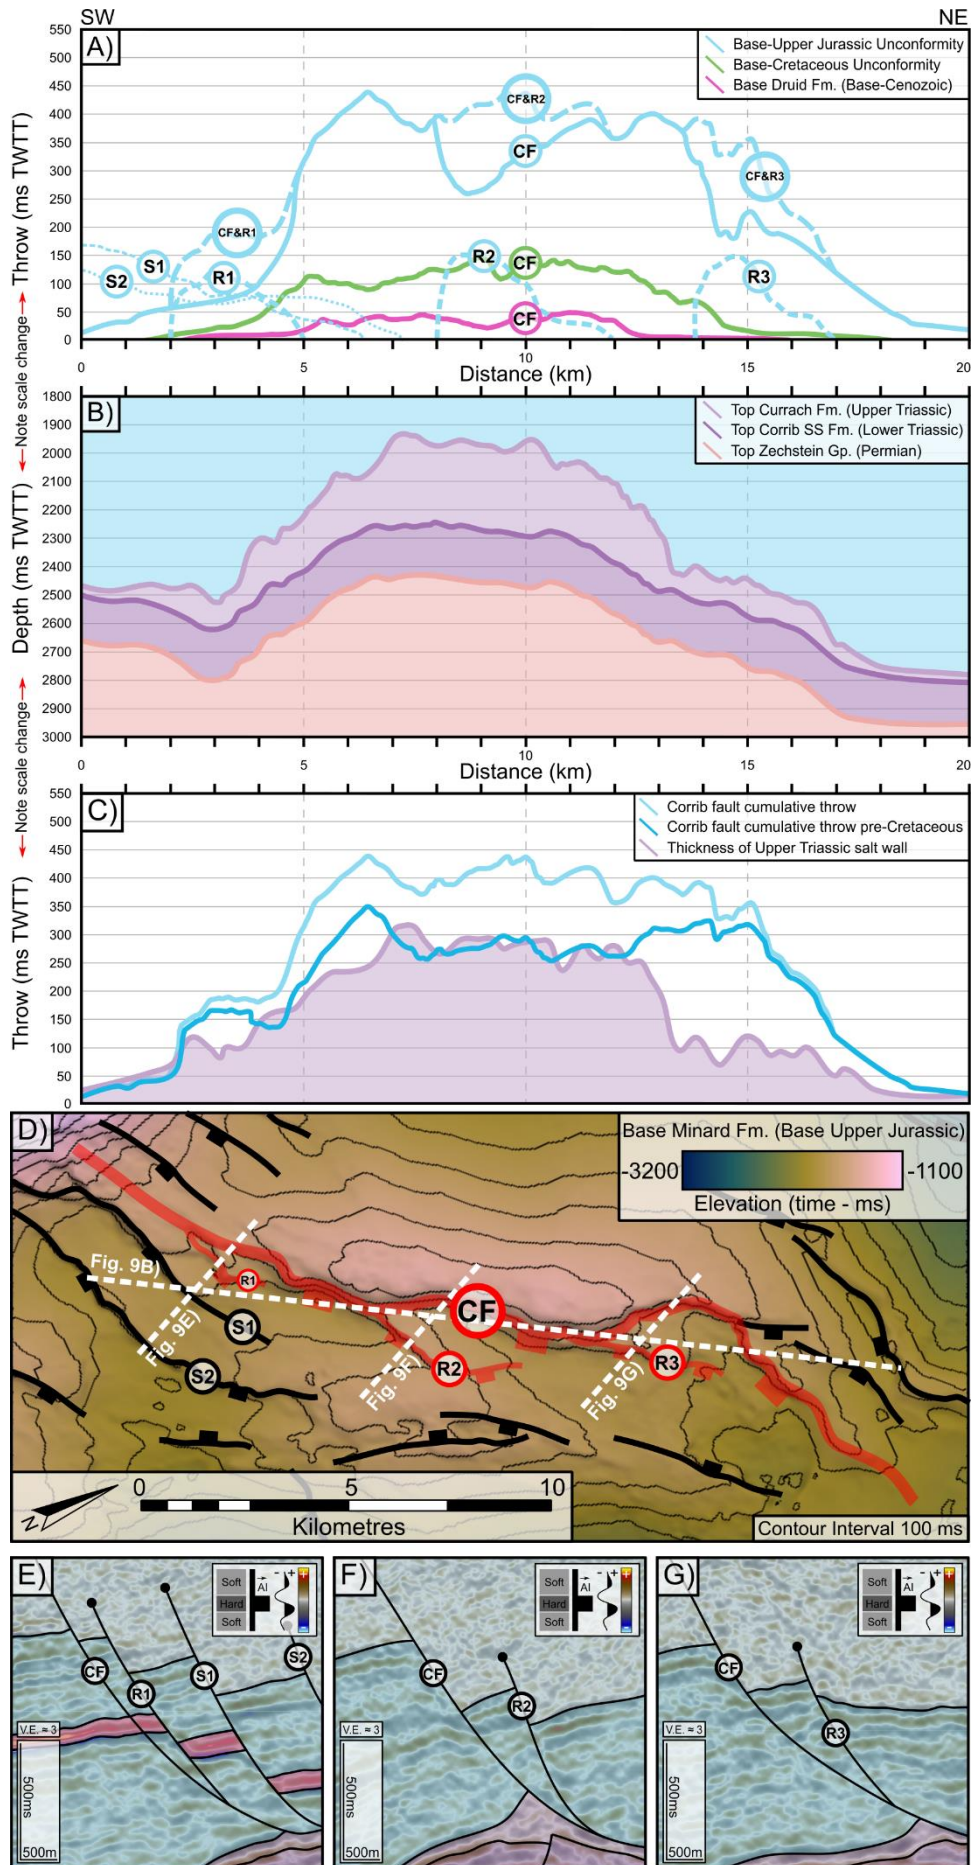 SW NE
A)
Base-Upper Jurassic Unconformity
Base-Cretaceous Unconformity
Base Druid Fm. (Base-Cenozoic)
Throw (ms TWTT)
550
500
450
400
350
300
250
200
150
100
50
0
CF&R2
CF
CF&R3
CF&R1
S1
S2
R1
R2
CF
R3
CF
0 5 10 15 20
Distance (km)
Note scale change
B)
Top Currach Fm. (Upper Triassic)
Top Corrib SS Fm. (Lower Triassic)
Top Zechstein Gp. (Permian)
Depth (ms TWTT)
1800
1900
2000
2100
2200
2300
2400
2500
2600
2700
2800
2900
3000
0 5 10 15 20
Distance (km)
Note scale change
C)
Corrib fault cumulative throw
Corrib fault cumulative throw pre-Cretaceous
Thickness of Upper Triassic salt wall
Throw (ms TWTT)
550
500
450
400
350
300
250
200
150
100
50
0
D)
Base Minard Fm. (Base Upper Jurassic)
-3200 -1100
Elevation (time - ms)
Fig. 9B)
R1
Fig. 9E)
S1
S2
CF
R2
Fig. 9F)
R3
Fig. 9G)
N
0 5 10
Kilometres
Contour Interval 100 ms
E)
Soft
Hard
Soft
AI
- +
+
-
CF
R1
S1
S2
V.E. ≈ 3
500ms
500m
F)
Soft
Hard
Soft
AI
- +
+
-
CF
R2
V.E. ≈ 3
500ms
500m
G)
Soft
Hard
Soft
AI
- +
+
-
CF
R3
V.E. ≈ 3
500ms
500m